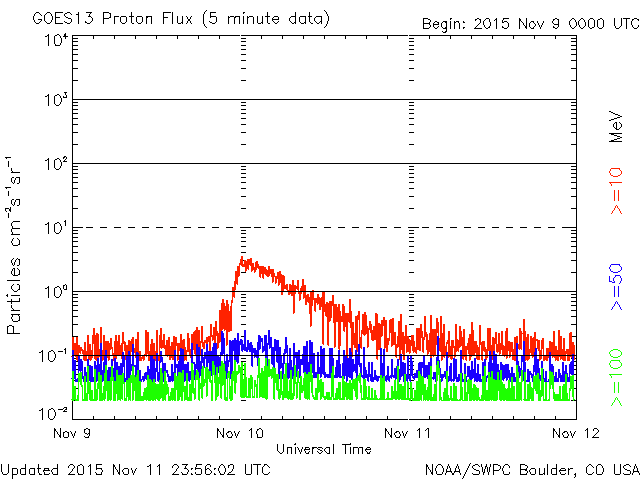 GOES13 Proton Flux (5 minute data)
Begin: 2015 Nov 9 0000 UTC
10⁴
10³
10²
10¹
10⁰
10⁻¹
10⁻²
Particles cm⁻²s⁻¹sr⁻¹
MeV
>=10
>=50
>=100
Nov 9 Nov 10 Nov 11 Nov 12
Universal Time
Updated 2015 Nov 11 23:56:02 UTC
NOAA/SWPC Boulder, CO USA